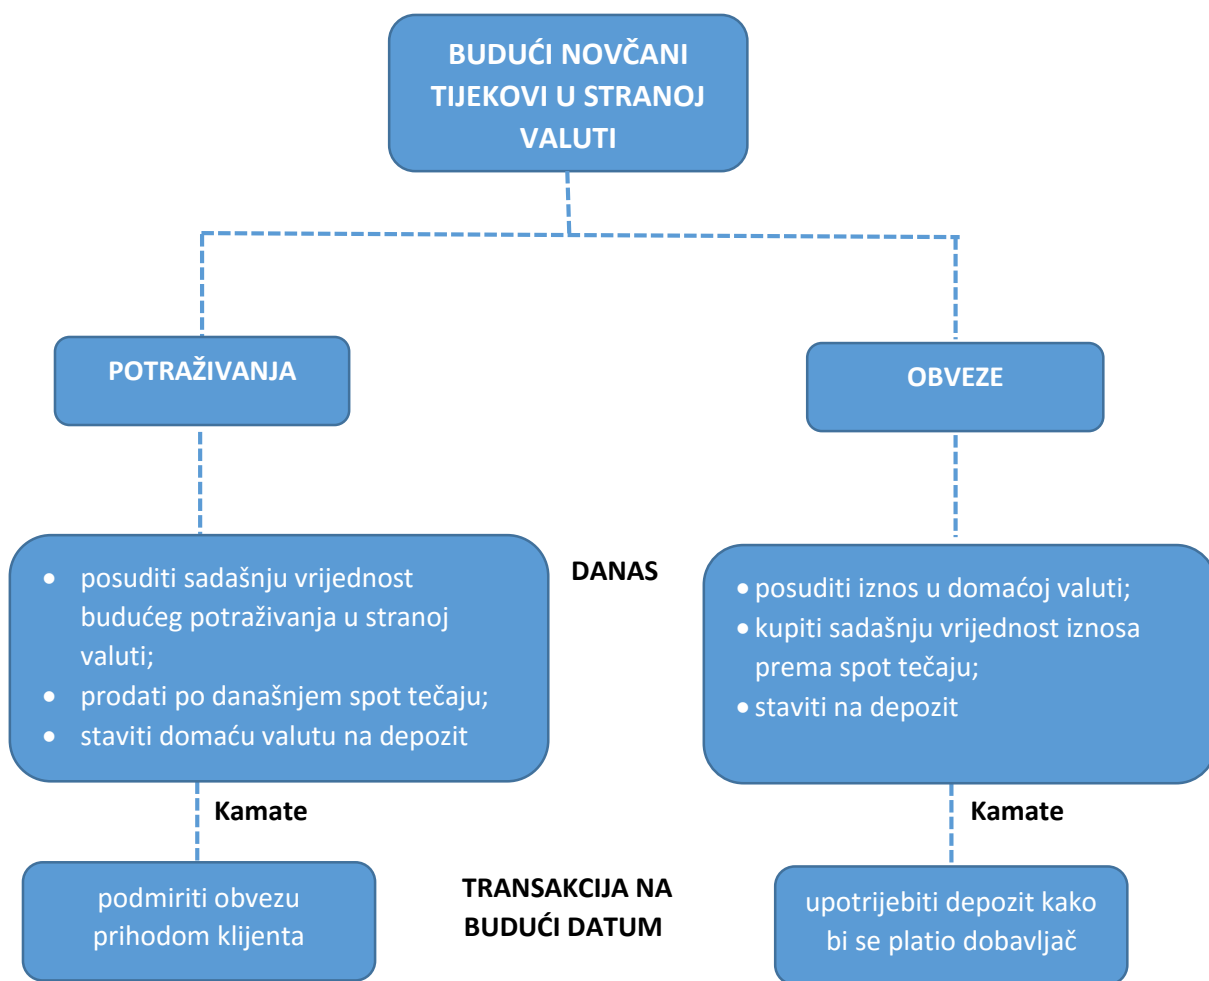 BUDUĆI NOVČANI
TIJEKOVI U STRANOJ
VALUTI
POTRAŽIVANJA
OBVEZE
• posuditi sadašnju vrijednost
budućeg potraživanja u stranoj
valuti;
• prodati po današnjem spot tečaju;
• staviti domaću valutu na depozit
DANAS
• posuditi iznos u domaćoj valuti;
• kupiti sadašnju vrijednost iznosa
prema spot tečaju;
• staviti na depozit
Kamate
Kamate
podmiriti obvezu
prihodom klijenta
TRANSAKCIJA NA
BUDUĆI DATUM
upotrijebiti depozit kako
bi se platio dobavljač